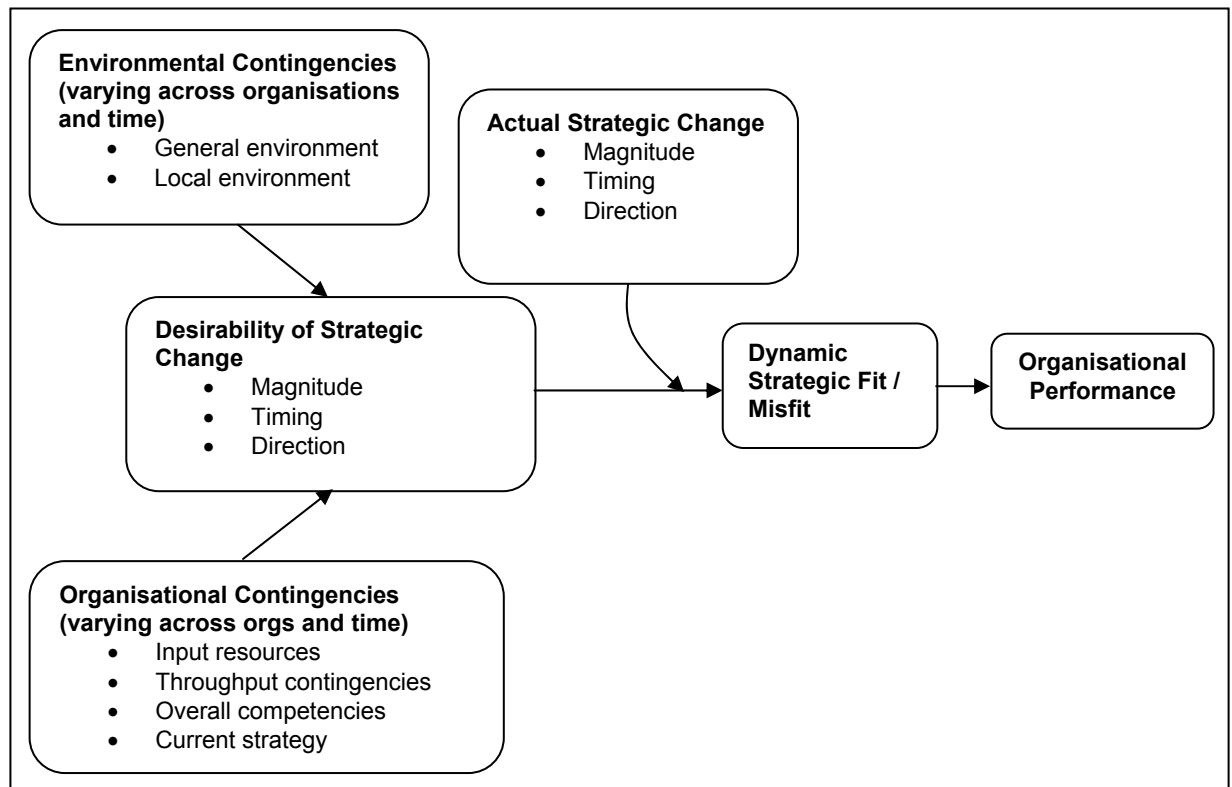 Environmental Contingencies
(varying across organisations
and time)
• General environment
• Local environment
Actual Strategic Change
• Magnitude
• Timing
• Direction
Desirability of Strategic
Change
• Magnitude
• Timing
• Direction
Dynamic
Strategic Fit /
Misfit
Organisational
Performance
Organisational Contingencies
(varying across orgs and time)
• Input resources
• Throughput contingencies
• Overall competencies
• Current strategy